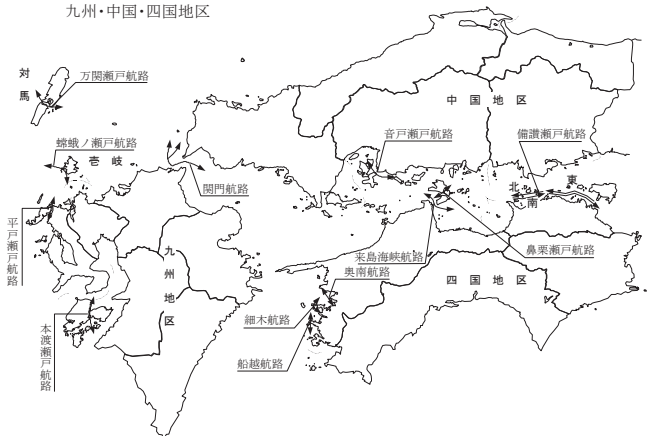 九州・中国・四国地区
対馬
万関瀬戸航路
中国地区
音戸瀬戸航路
備讃瀬戸航路
蠑蛾ノ瀬戸航路
壱岐
関門航路
北
東
南
平戸瀬戸航路
鼻栗瀬戸航路
来島海峡航路
奥南航路
九州地区
四国地区
細木航路
本渡瀬戸航路
船越航路